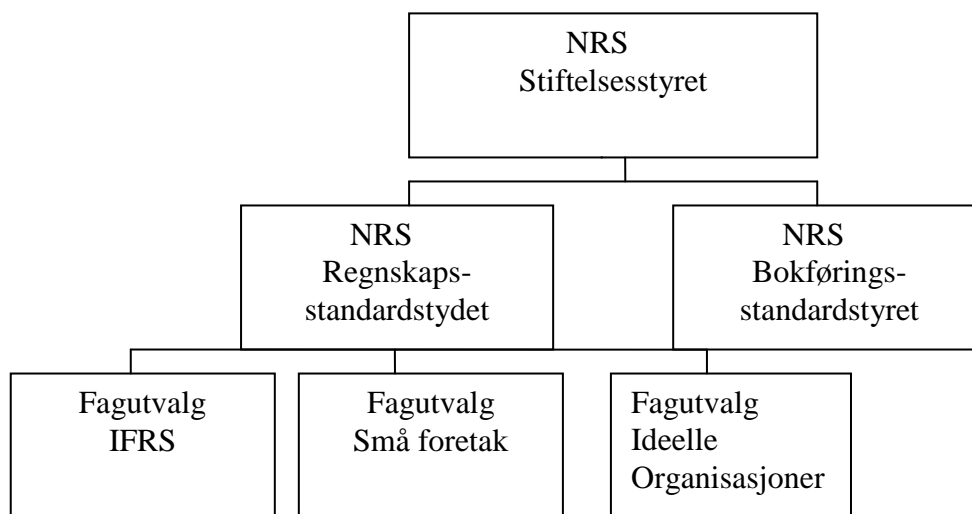 NRS
Stiftelsesstyret
NRS
Regnskaps-
standardstydet
NRS
Bokførings-
standardstyret
Fagutvalg
IFRS
Fagutvalg
Små foretak
Fagutvalg
Ideelle
Organisasjoner